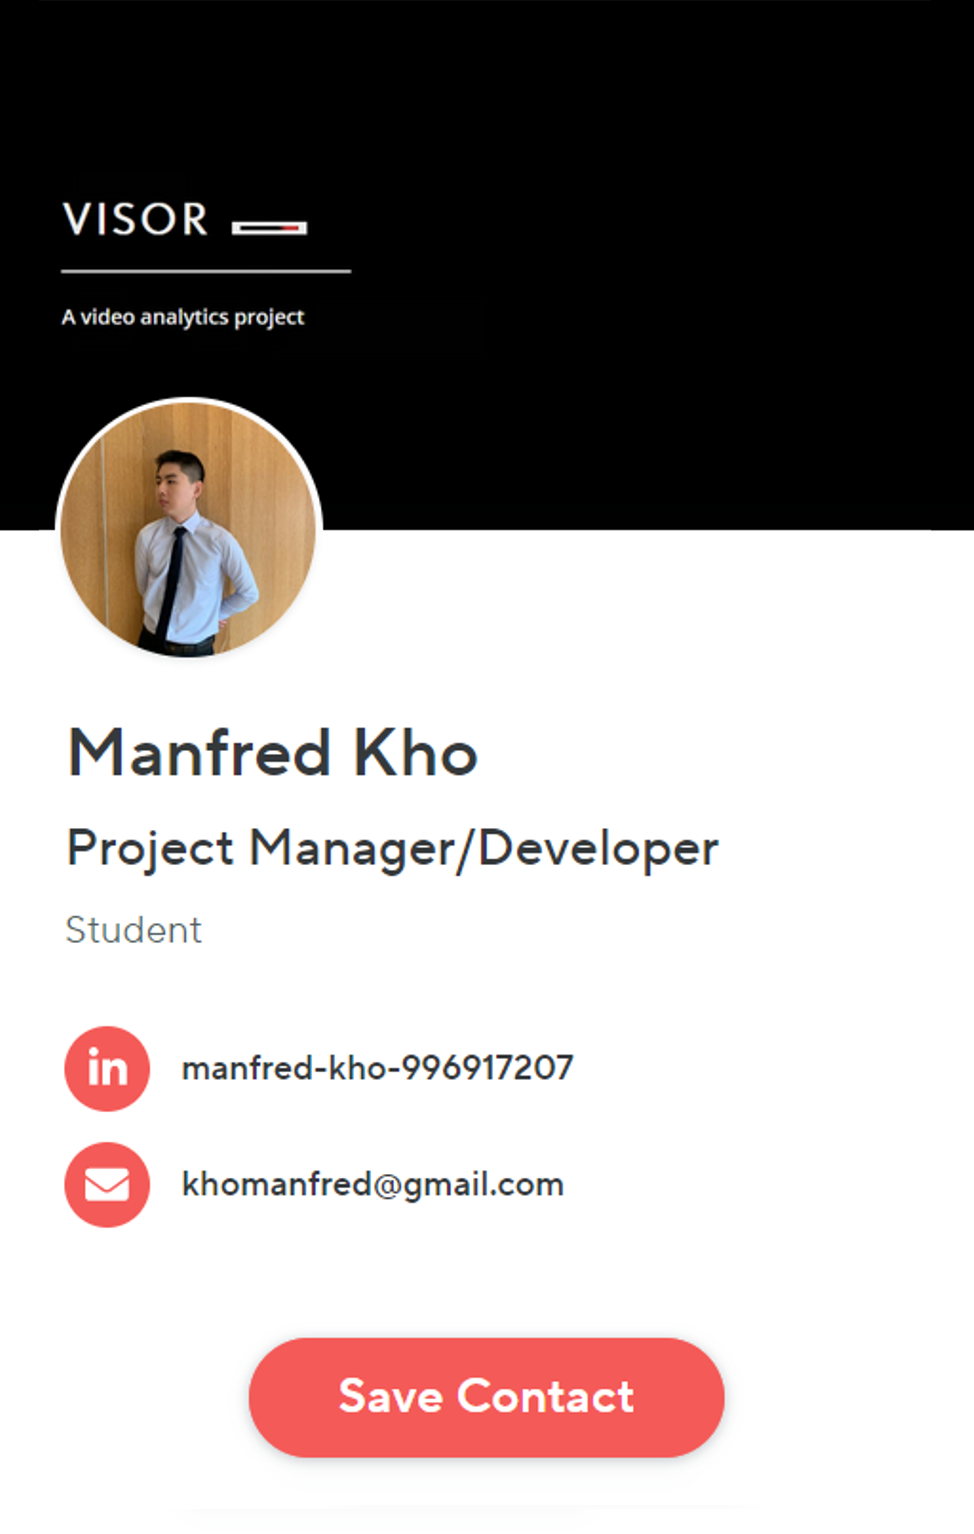 VISOR
A video analytics project
Manfred Kho
Project Manager/Developer
Student
in manfred-kho-996917207
khomanfred@gmail.com
Save Contact